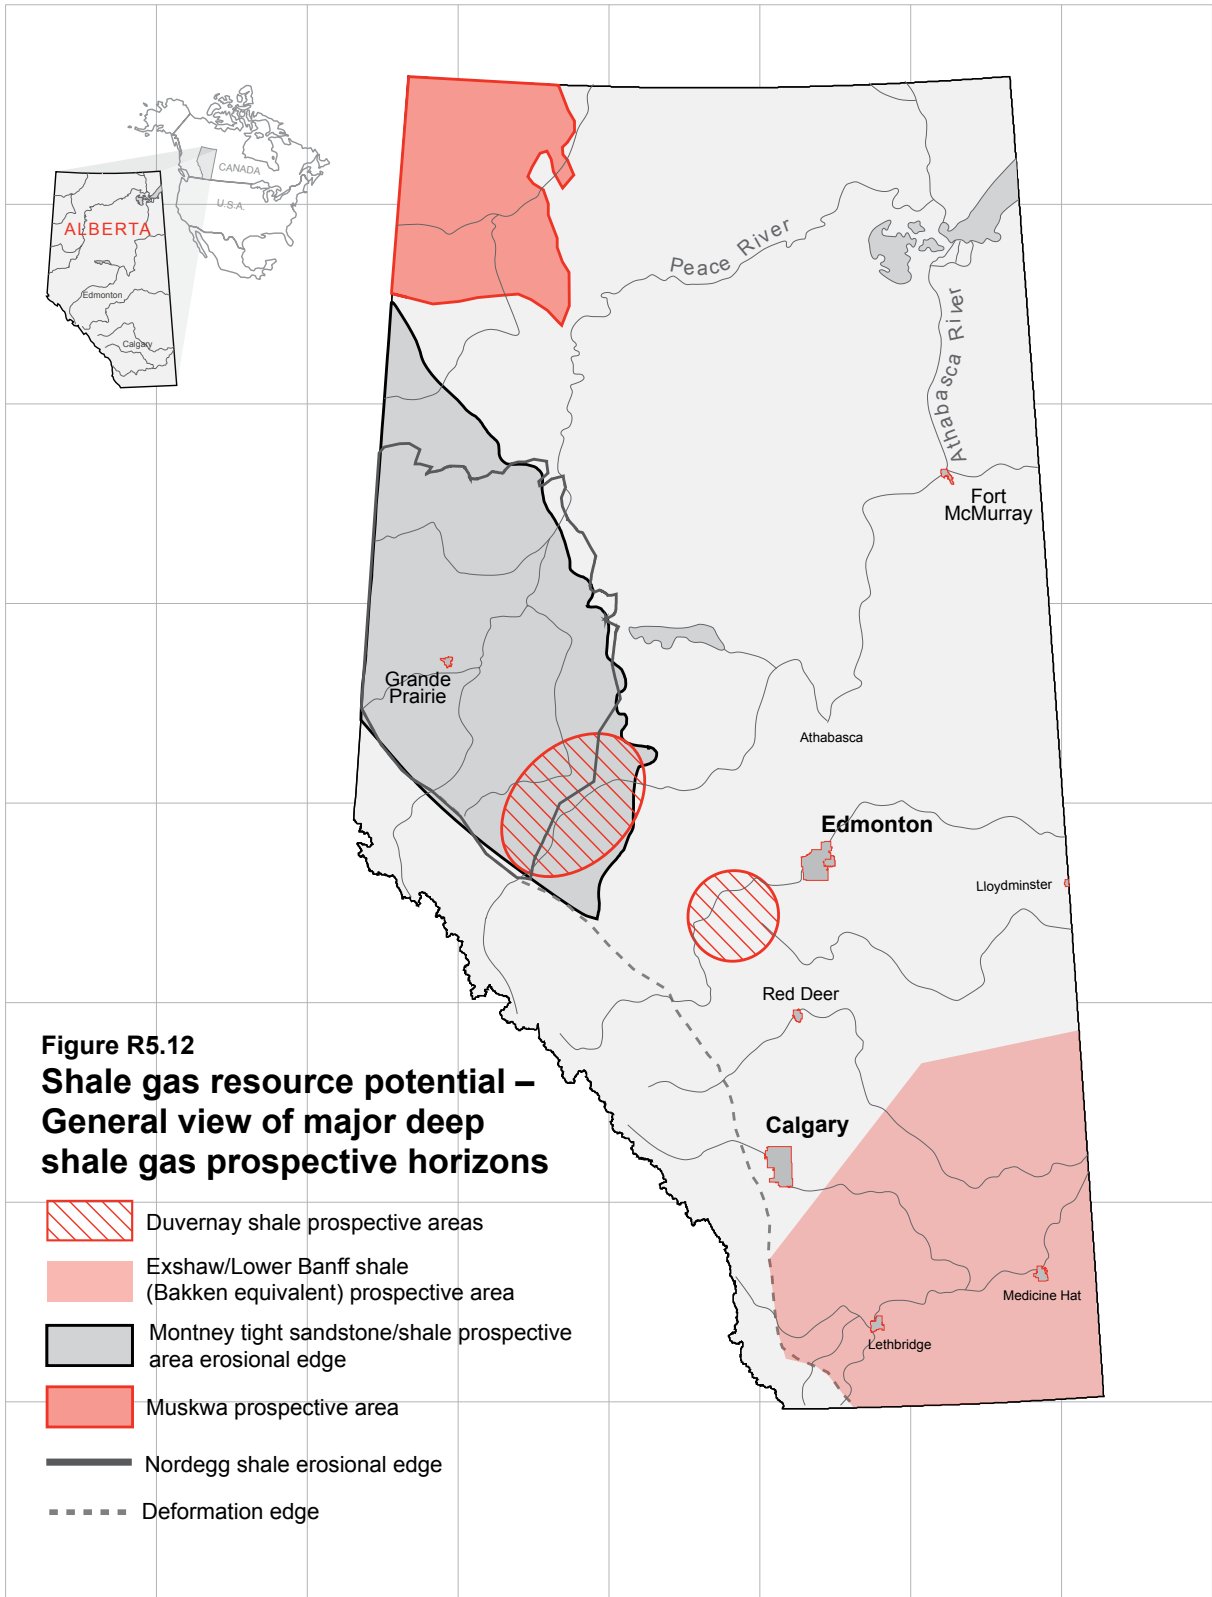 CANADA
U.S.A.
ALBERTA
Edmonton
Calgary
Peace River
Athabasca River
Fort
McMurray
Grande
Prairie
Athabasca
Edmonton
Lloydminster
Red Deer
Calgary
Medicine Hat
Lethbridge
Figure R5.12
Shale gas resource potential –
General view of major deep
shale gas prospective horizons
Duvernay shale prospective areas
Exshaw/Lower Banff shale
(Bakken equivalent) prospective area
Montney tight sandstone/shale prospective
area erosional edge
Muskwa prospective area
Nordegg shale erosional edge
Deformation edge